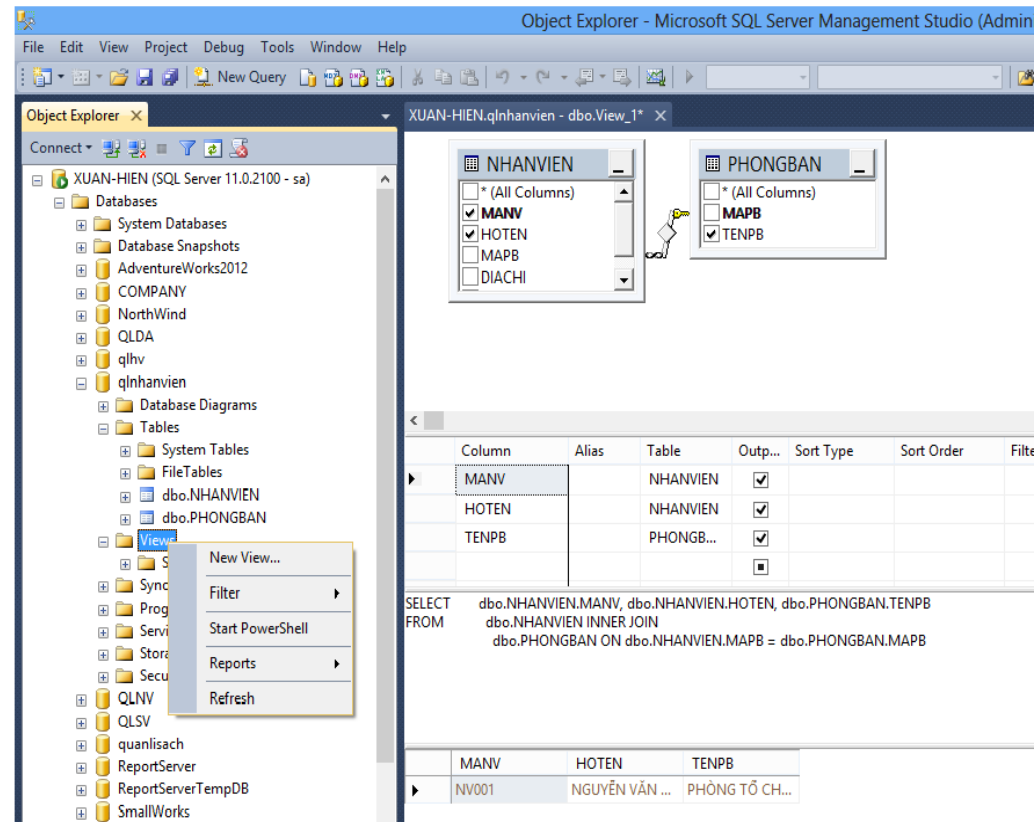 Object Explorer - Microsoft SQL Server Management Studio (Admin
File Edit View Project Debug Tools Window Help
New Query
Object Explorer
XUAN-HIEN.qlnhanvien - dbo.View_1*
Connect
XUAN-HIEN (SQL Server 11.0.2100 - sa)
Databases
System Databases
Database Snapshots
AdventureWorks2012
COMPANY
NorthWind
QLDA
qlhv
qlnhanvien
Database Diagrams
Tables
System Tables
FileTables
dbo.NHANVIEN
dbo.PHONGBAN
Views
S
Sync
Prog
Servi
Stora
Secu
QLNV
QLSV
quanlisach
ReportServer
ReportServerTempDB
SmallWorks
New View...
Filter
Start PowerShell
Reports
Refresh
NHANVIEN
* (All Columns)
MANV
HOTEN
MAPB
DIACHI
PHONGBAN
* (All Columns)
MAPB
TENPB
Column Alias Table Outp... Sort Type Sort Order Filte
MANV NHANVIEN
HOTEN NHANVIEN
TENPB PHONGB...
SELECT dbo.NHANVIEN.MANV, dbo.NHANVIEN.HOTEN, dbo.PHONGBAN.TENPB
FROM dbo.NHANVIEN INNER JOIN
dbo.PHONGBAN ON dbo.NHANVIEN.MAPB = dbo.PHONGBAN.MAPB
MANV HOTEN TENPB
NV001 NGUYỄN VĂN ... PHÒNG TỔ CH...